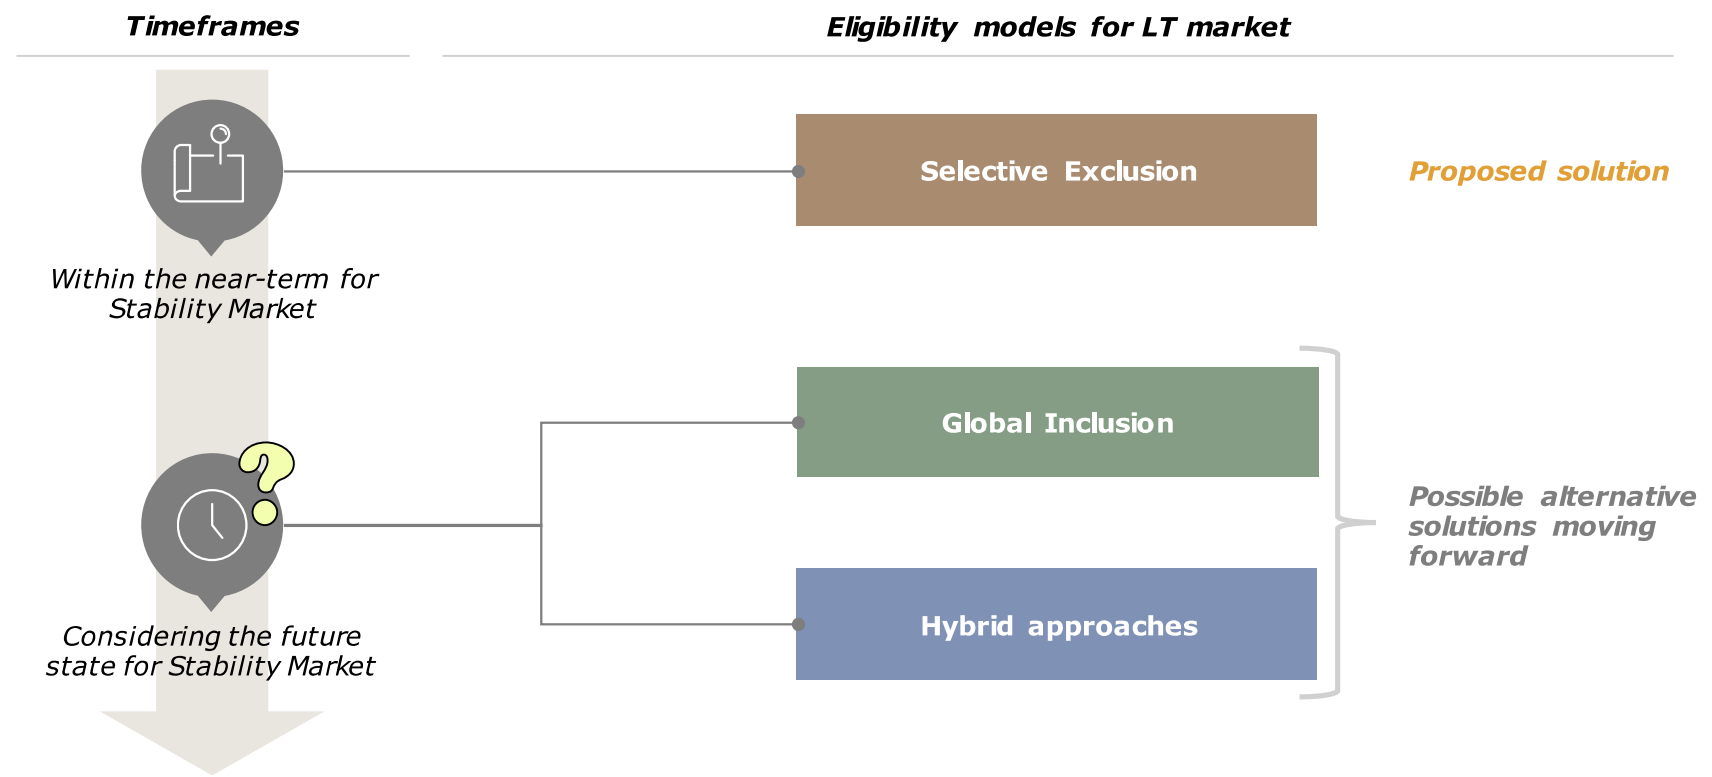 Timeframes
Eligibility models for LT market
Selective Exclusion
Proposed solution
Within the near-term for
Stability Market
Global Inclusion
?
Possible alternative
solutions moving
forward
Hybrid approaches
Considering the future
state for Stability Market